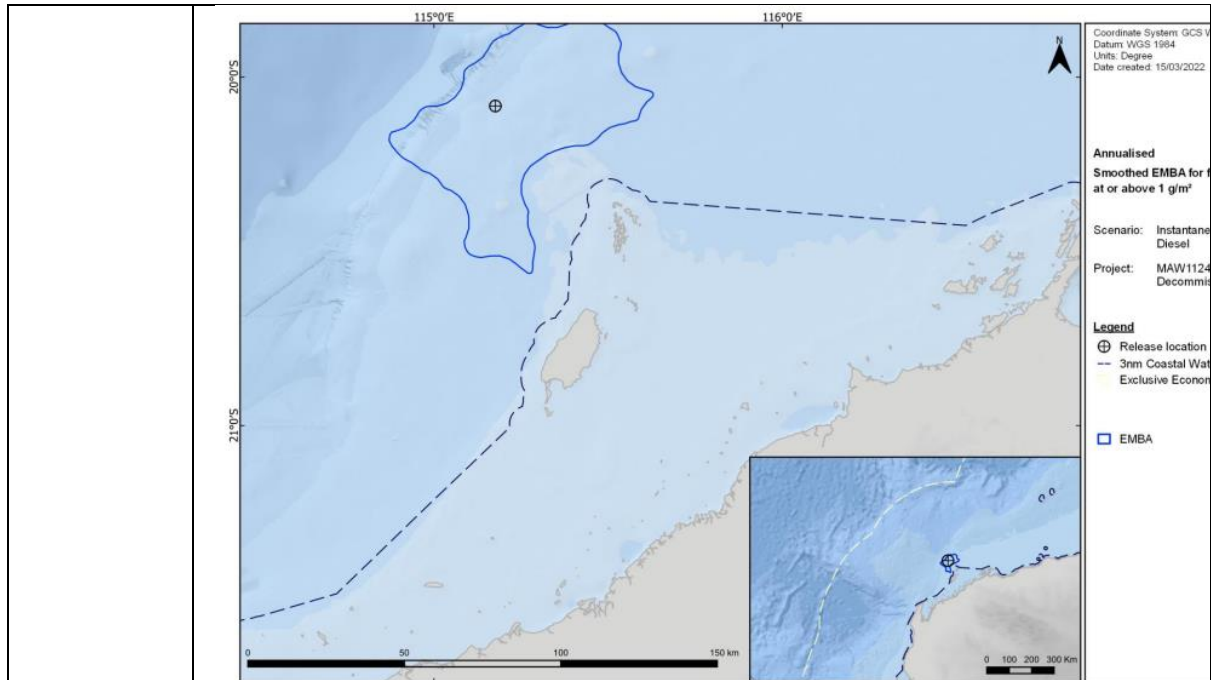 115°0'E
116°0'E
20°0'S
21°0'S
N
Coordinate System: GCS
Datum: WGS 1984
Units: Degree
Date created: 15/03/2022
Annualised
Smoothed EMBA for
at or above 1 g/m²
Scenario: Instantane
Diesel
Project: MAW1124
Decommis
Legend
Release location
3nm Coastal Wat
Exclusive Econom
EMBA
0 50 100 150 km
0 100 200 300 Km